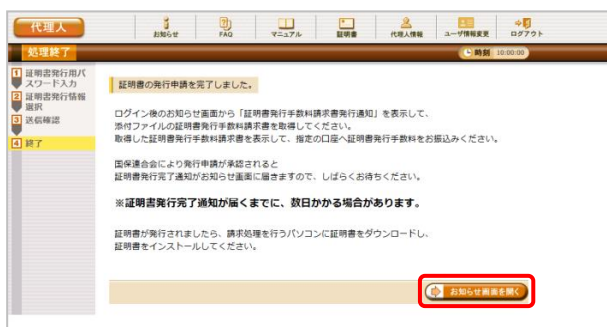 代理人
お知らせ
FAQ
マニュアル
証明書
代理人情報
ユーザ情報変更
ログアウト
処理終了
時刻 10:00:00
1 証明書発行用パ
スワード入力
2 証明書発行情報
選択
3 送信確認
4 終了
証明書の発行申請を完了しました。
ログイン後のお知らせ画面から「証明書発行手数料請求書発行通知」を表示して、
添付ファイルの証明書発行手数料請求書を取得してください。
取得した証明書発行手数料請求書を表示して、指定の口座へ証明書発行手数料をお振込みください。
国保連合会により発行申請が承認されると
証明書発行完了通知がお知らせ画面に届きますので、しばらくお待ちください。
※証明書発行完了通知が届くまでに、数日かかる場合があります。
証明書が発行されましたら、請求処理を行うパソコンに証明書をダウンロードし、
証明書をインストールしてください。
お知らせ画面を開く